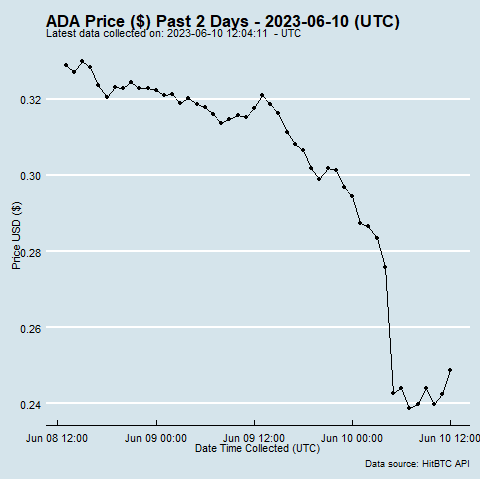 ADA Price ($) Past 2 Days - 2023-06-10 (UTC)
Latest data collected on: 2023-06-10 12:04:11 - UTC
Price USD ($)
0.32
0.30
0.28
0.26
0.24
Jun 08 12:00 Jun 09 00:00 Jun 09 12:00 Jun 10 00:00 Jun 10 12:00
Date Time Collected (UTC)
Data source: HitBTC API